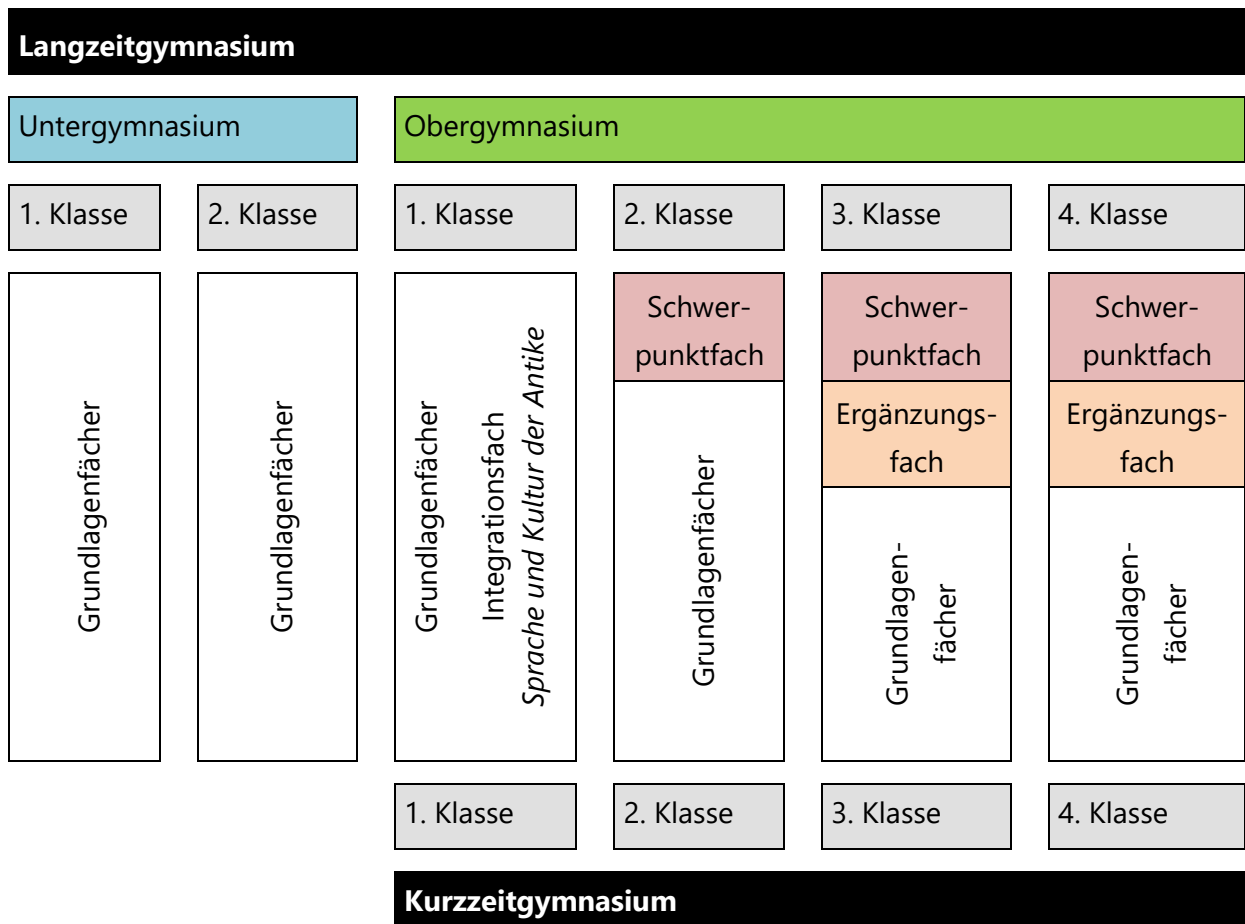 Langzeitgymnasium
Untergymnasium
Obergymnasium
1. Klasse
2. Klasse
1. Klasse
2. Klasse
3. Klasse
4. Klasse
Grundlagenfächer
Grundlagenfächer
Grundlagenfächer
Integrationsfach
Sprache und Kultur der Antike
Schwer-
punktfach
Grundlagenfächer
Schwer-
punktfach
Ergänzungs-
fach
Grundlagen-
fächer
Schwer-
punktfach
Ergänzungs-
fach
Grundlagen-
fächer
1. Klasse
2. Klasse
3. Klasse
4. Klasse
Kurzzeitgymnasium